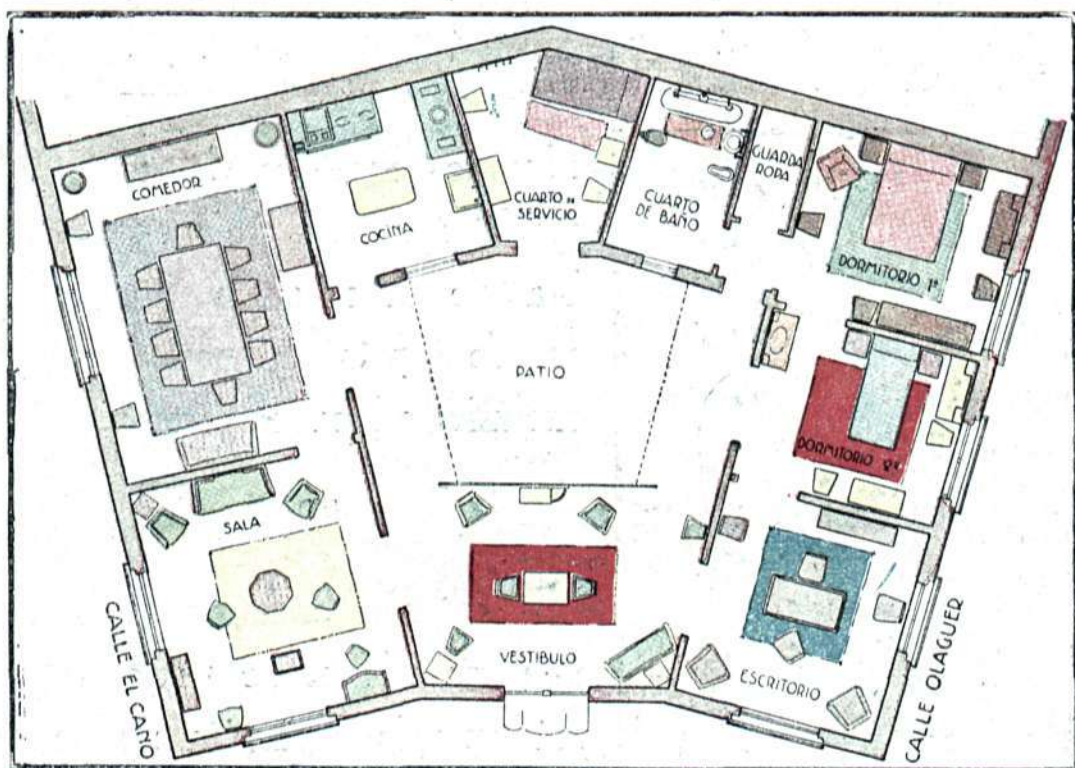 COMEDOR
COCINA
CUARTO DE
SERVICIO
CUARTO
DE BAÑO
GUARDA
ROPA
DORMITORIO 1º
PATIO
DORMITORIO 2º
SALA
VESTIBULO
ESCRITORIO
CALLE EL CANO
CALLE OLAGUER